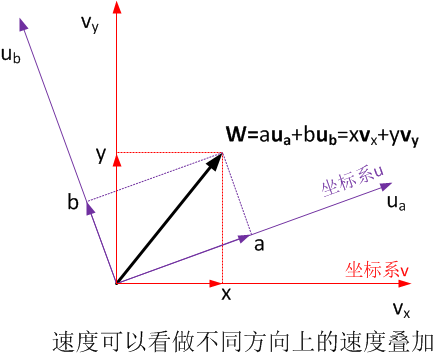 v_y
u_b
W=au_a+bu_b=xv_x+yv_y
y
坐标系u
b
u_a
a
坐标系v
x
v_x
速度可以看做不同方向上的速度叠加